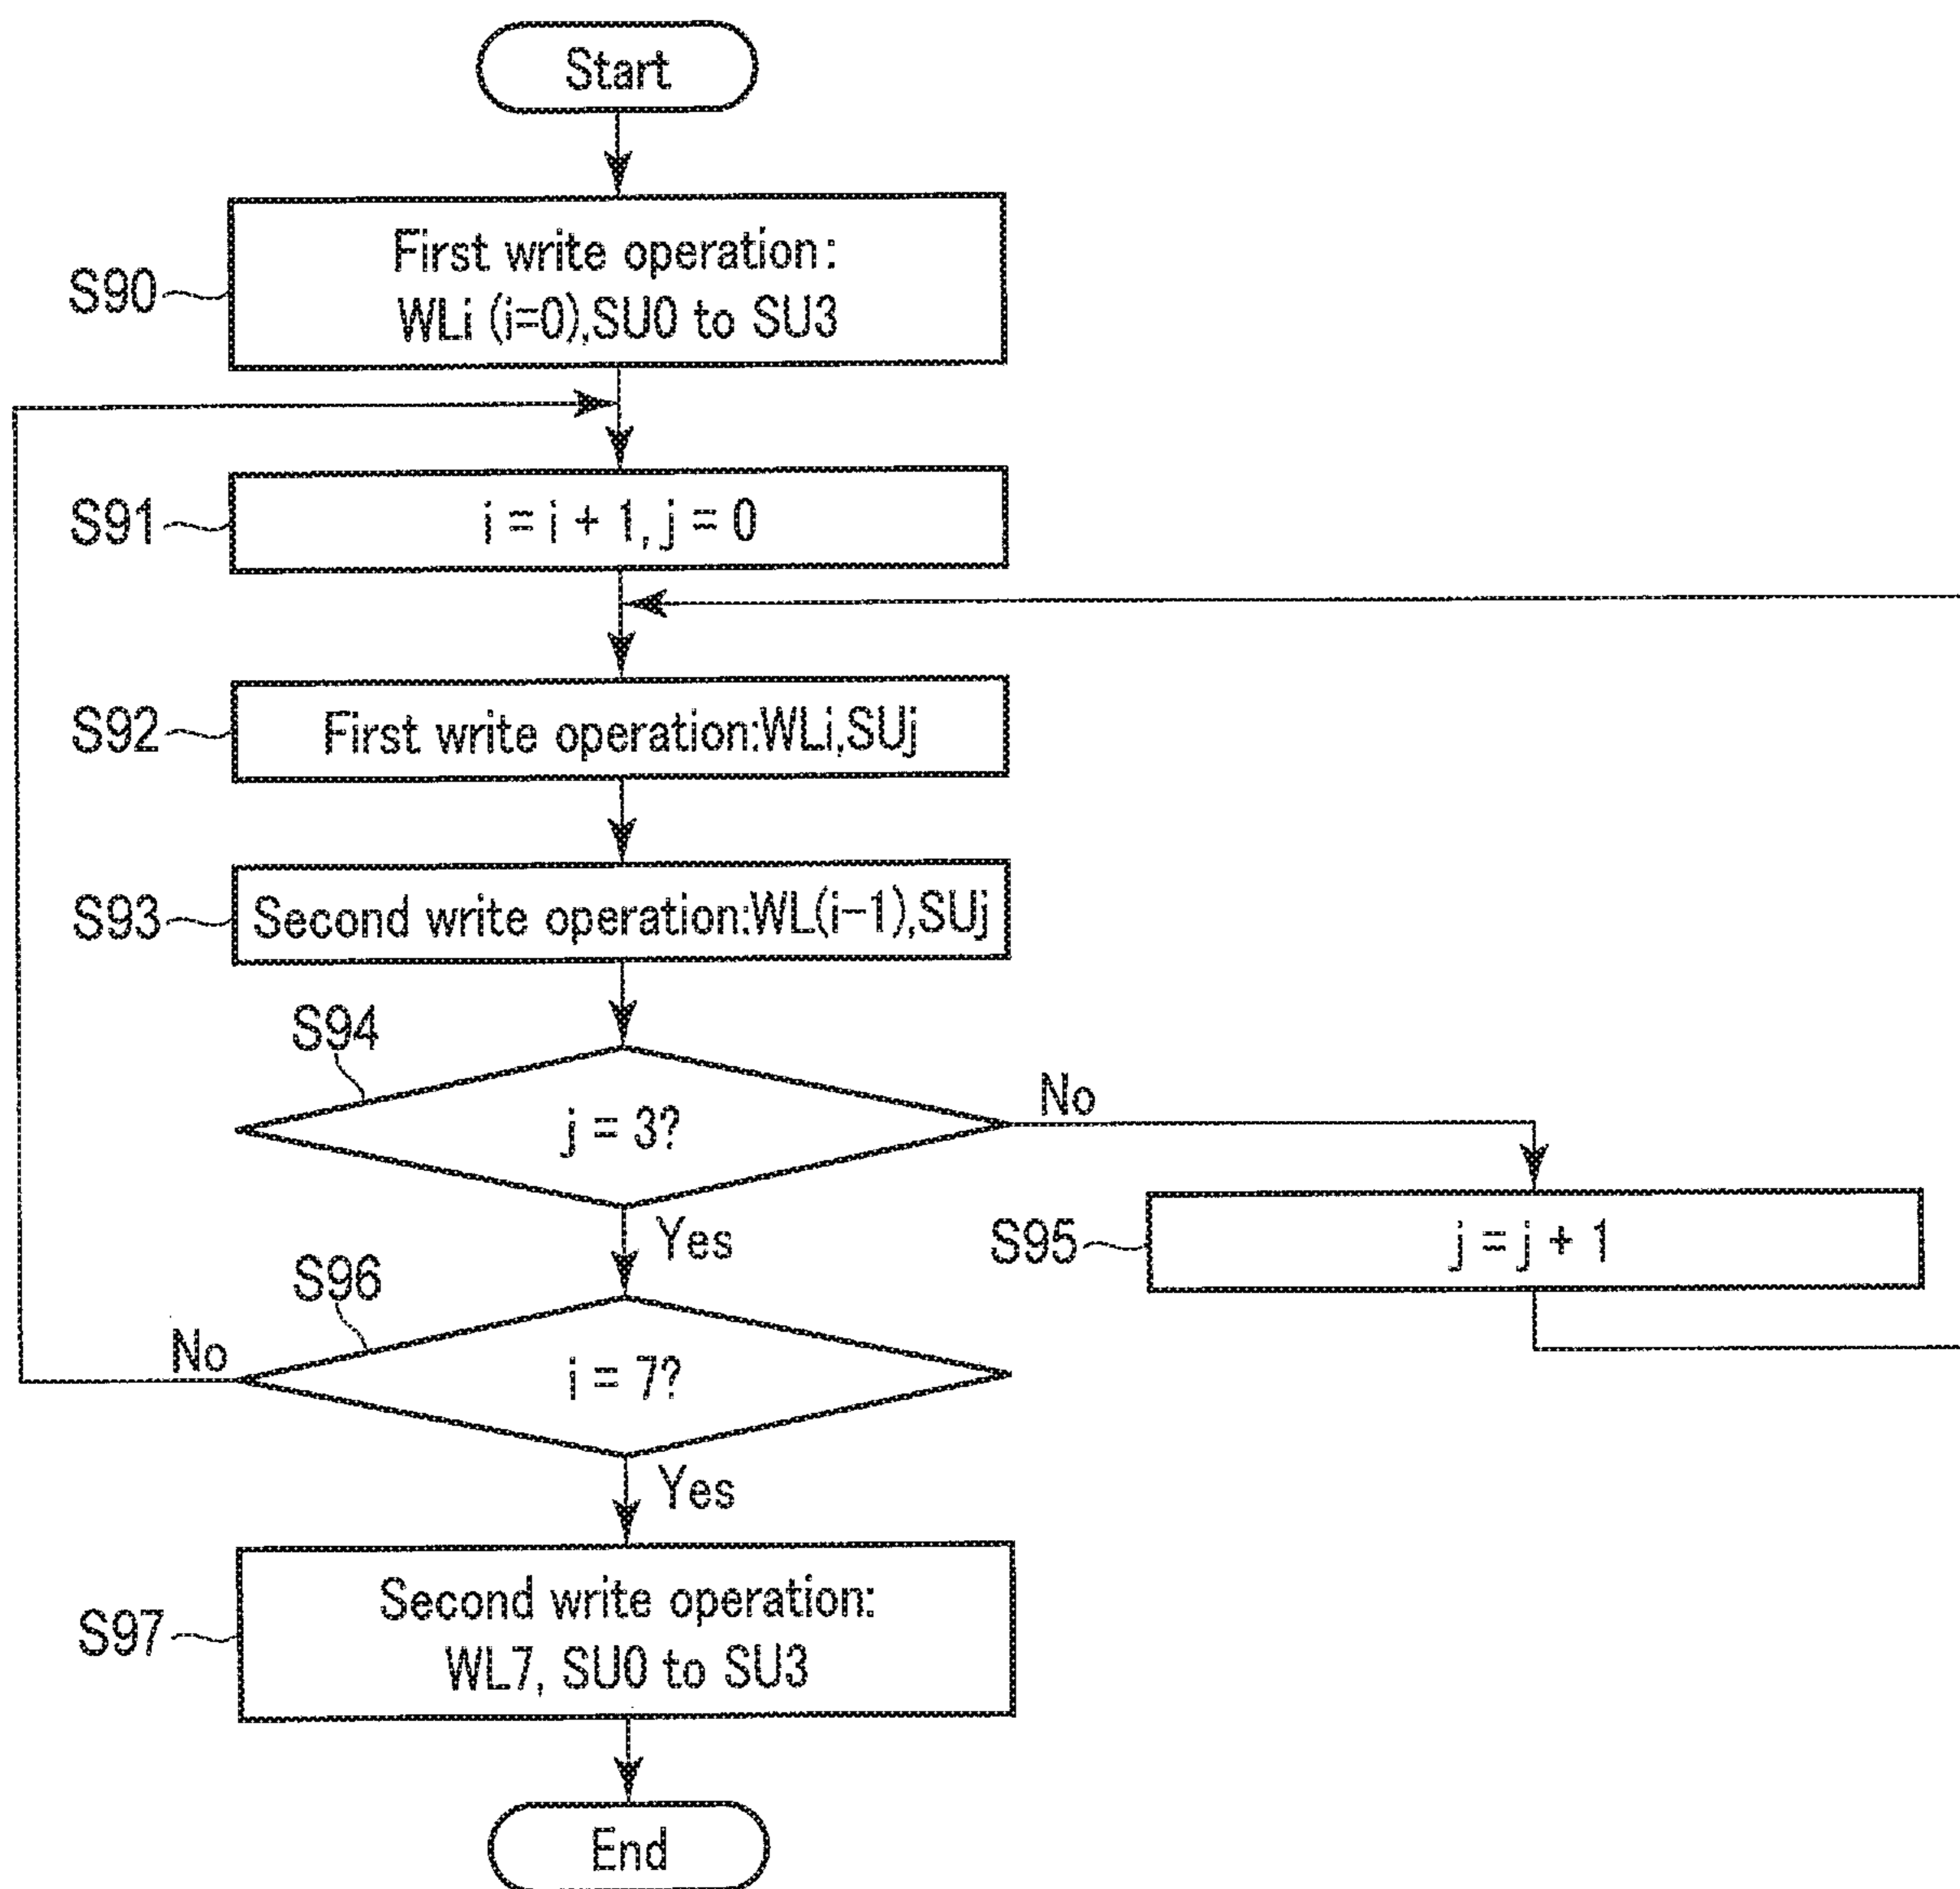 Start
S90
First write operation:
WLi (i=0),SU0 to SU3
S91
i = i + 1, j = 0
S92
First write operation:WLi,SUj
S93
Second write operation:WL(i-1),SUj
S94
j = 3?
No
Yes
S95
j = j + 1
S96
No
i = 7?
Yes
S97
Second write operation:
WL7, SU0 to SU3
End